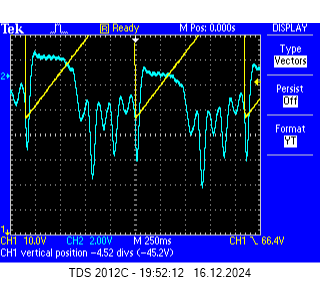 Tek R Ready M Pos: 0.000s DISPLAY
Type
Vectors
2
Persist
Off
Format
YT
1
CH1 10.0V CH2 2.00V M 250ms CH1 \ 66.4V
CH1 vertical position -4.52 divs (-45.2V)
TDS 2012C - 19:52:12 16.12.2024